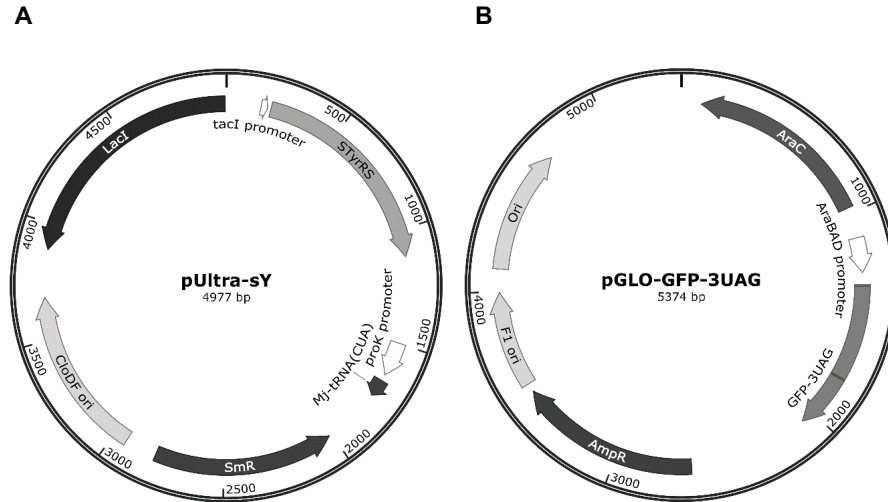 A
LacI
4500
tacI promoter
500
STyrRS
1000
4000
pUltra-sY
4977 bp
proK promoter
Mj-tRNA(CUA)
1500
3500
CloDF ori
3000
SmR
2500
2000
B
5000
AraC
1000
Ori
AraBAD promoter
pGLO-GFP-3UAG
5374 bp
4000
F1 ori
GFP-3UAG
2000
AmpR
3000